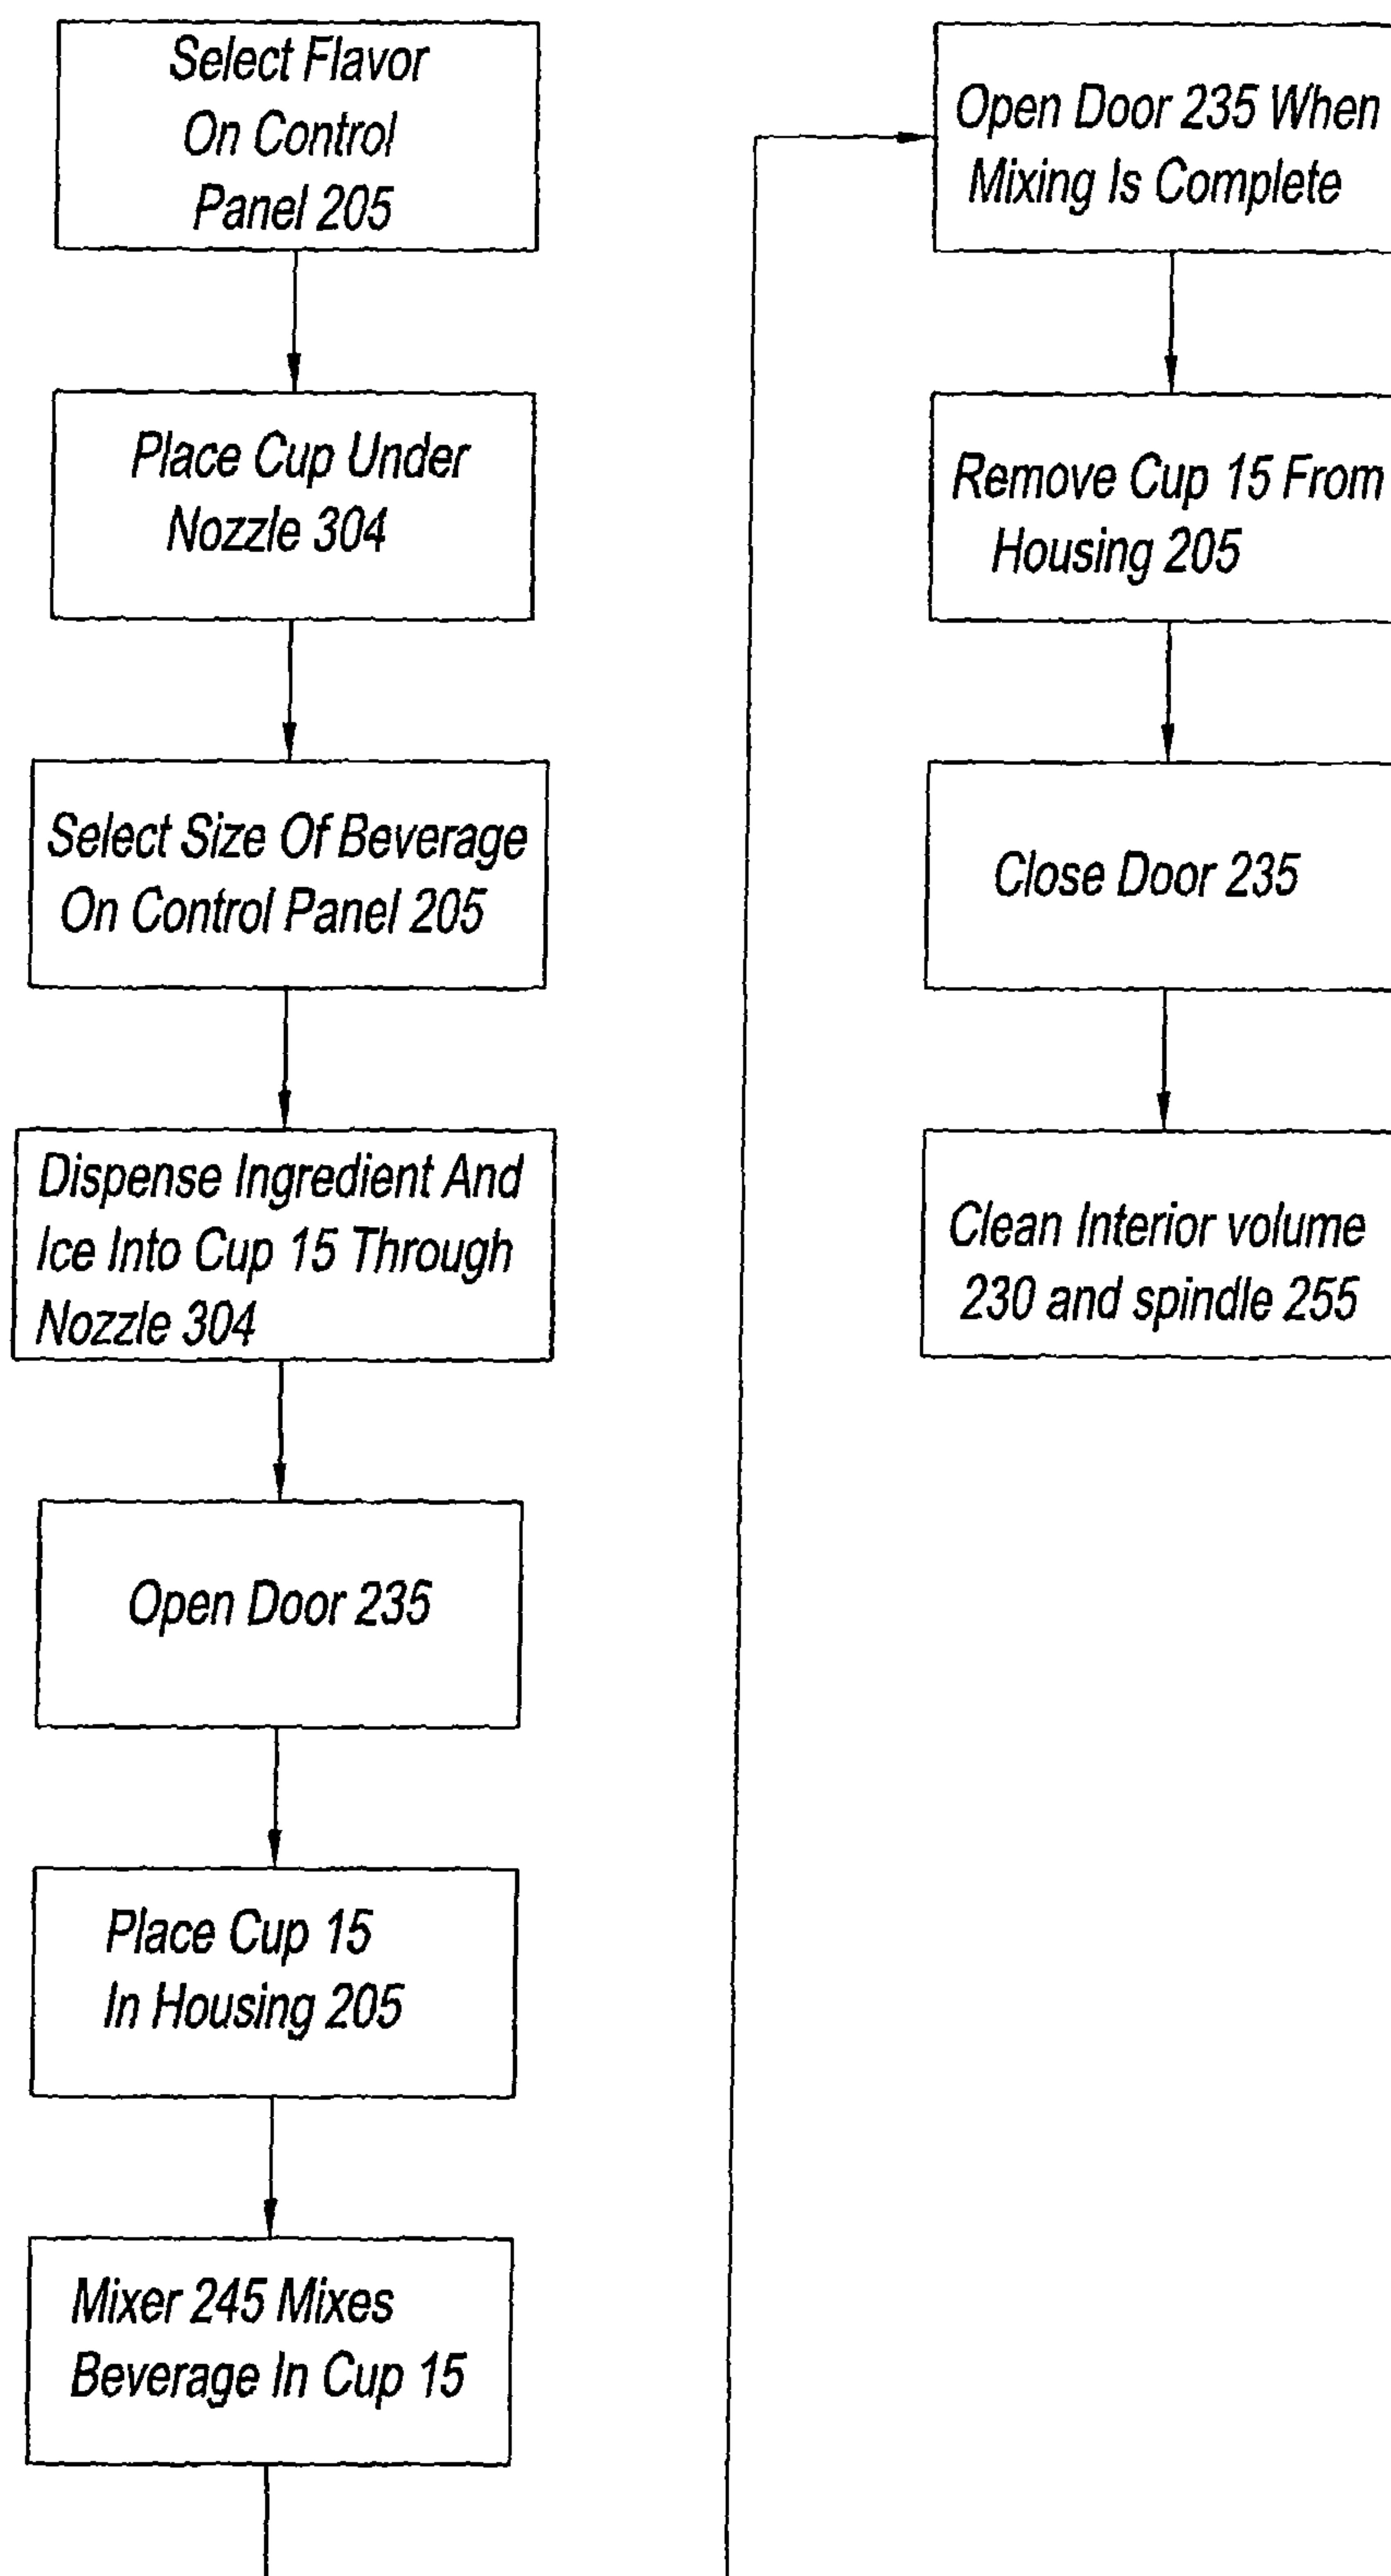 Select Flavor
On Control
Panel 205
Place Cup Under
Nozzle 304
Select Size Of Beverage
On Control Panel 205
Dispense Ingredient And
Ice Into Cup 15 Through
Nozzle 304
Open Door 235
Place Cup 15
In Housing 205
Mixer 245 Mixes
Beverage In Cup 15
Open Door 235 When
Mixing Is Complete
Remove Cup 15 From
Housing 205
Close Door 235
Clean Interior volume
230 and spindle 255